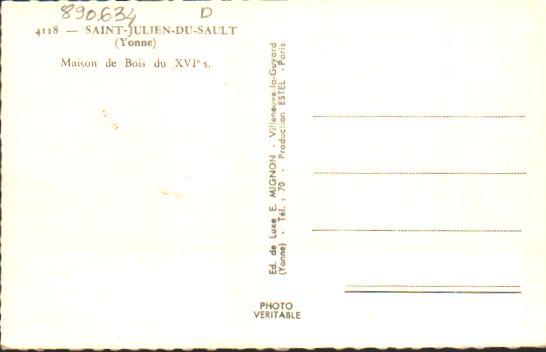 890634 D
4118 — SAINT-JULIEN-DU-SAULT
(Yonne)
Maison de Bois du XVIe s.
Ed. de Luxe E. MIGNON - Villeneuve-la-Guyard
(Yonne) - Tél. : 70 - Production ESTEL - Paris
PHOTO
VERITABLE